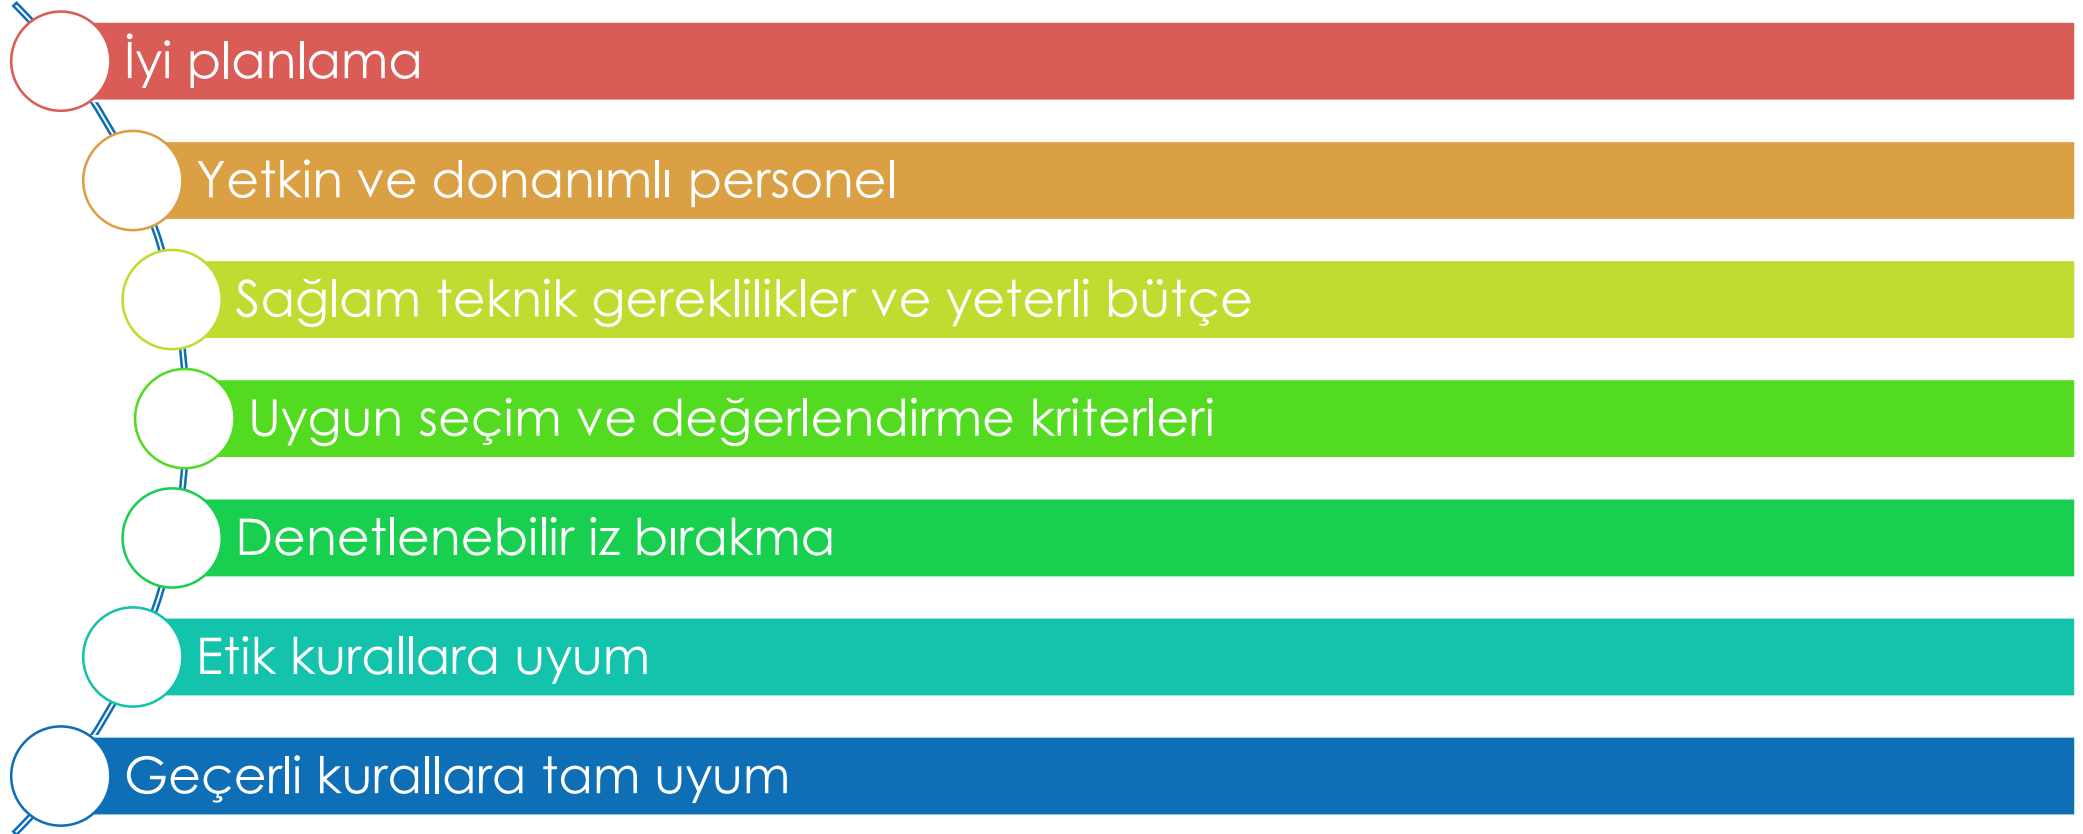 İyi planlama
Yetkin ve donanımlı personel
Sağlam teknik gereklilikler ve yeterli bütçe
Uygun seçim ve değerlendirme kriterleri
Denetlenebilir iz bırakma
Etik kurallara uyum
Geçerli kurallara tam uyum